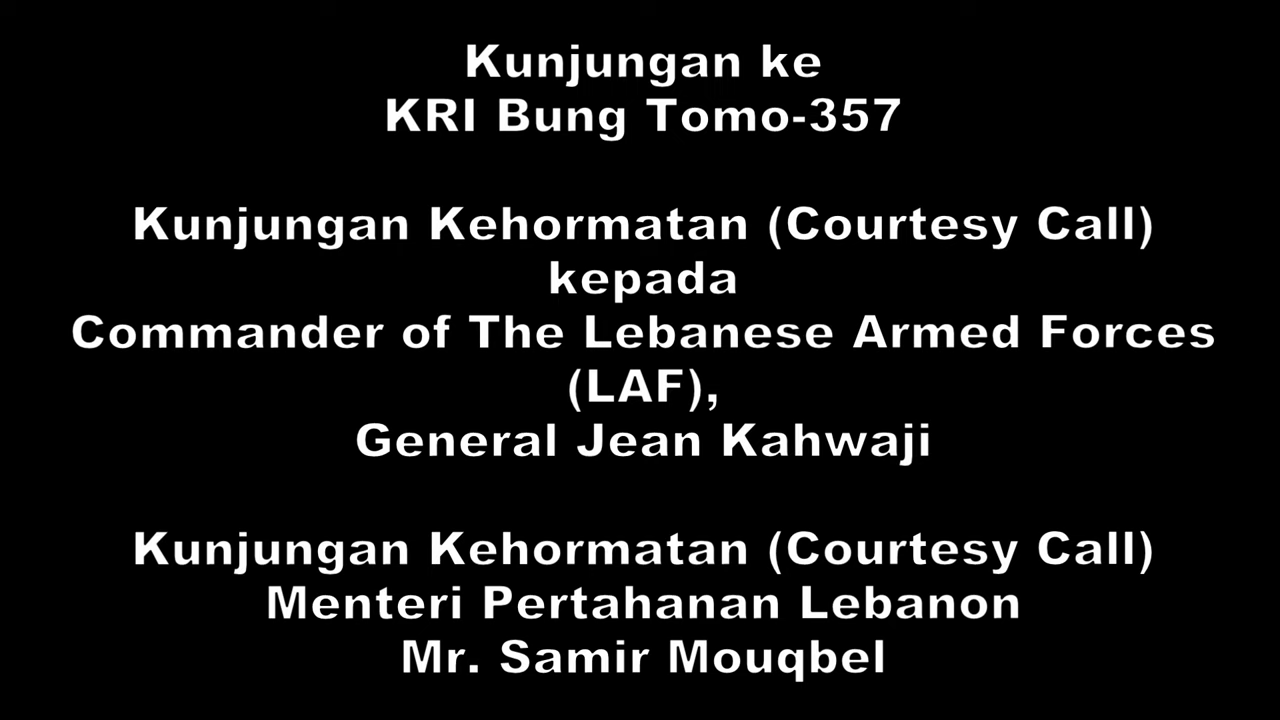 Kunjungan ke
KRI Bung Tomo-357
Kunjungan Kehormatan (Courtesy Call)
kepada
Commander of The Lebanese Armed Forces
(LAF),
General Jean Kahwaji
Kunjungan Kehormatan (Courtesy Call)
Menteri Pertahanan Lebanon
Mr. Samir Mouqbel